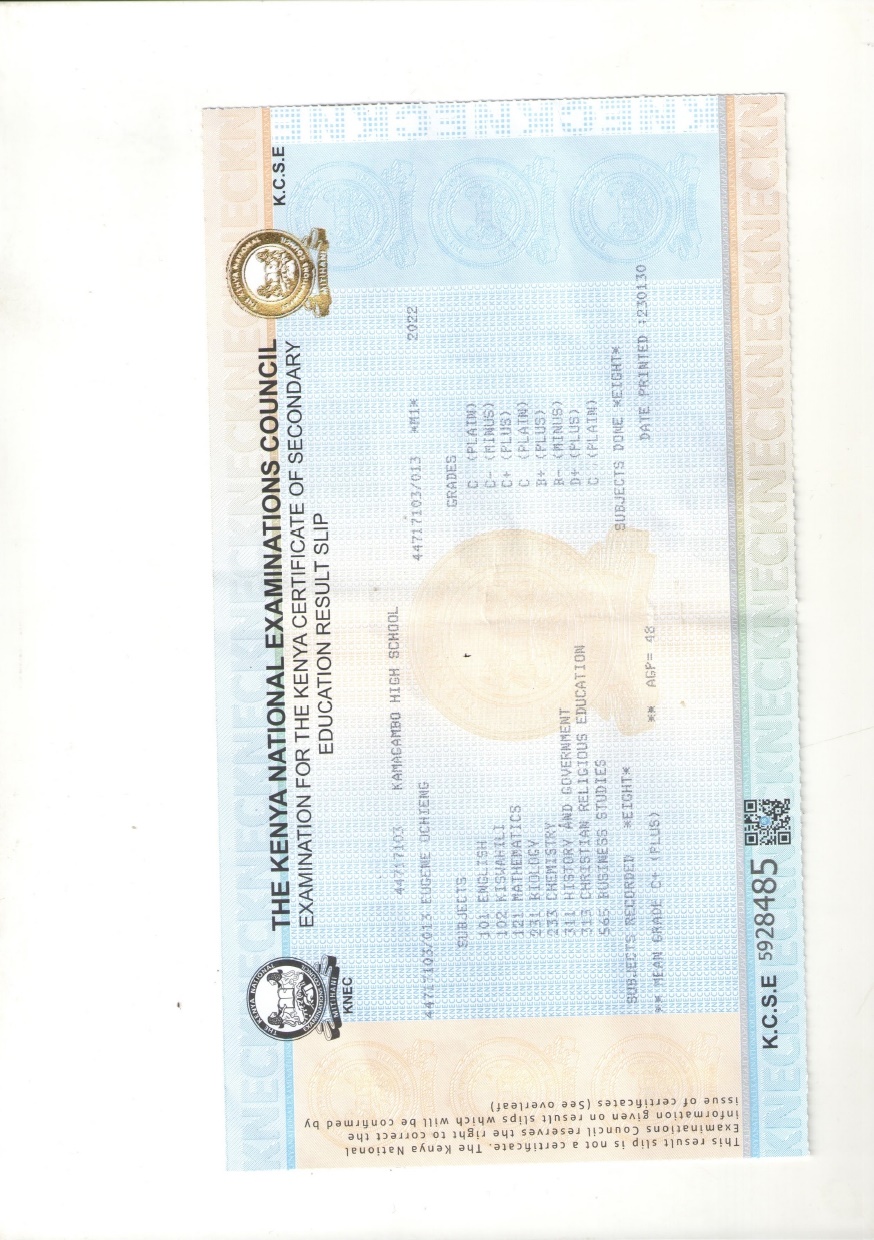 THE KENYA NATIONAL EXAMINATIONS COUNCIL
K.C.S.E
EXAMINATION FOR THE KENYA CERTIFICATE OF SECONDARY
EDUCATION RESULT SLIP
KNEC
44717103 KAMAGAMBO HIGH SCHOOL
44717103/013 EUGENE OCHIENG 44717103/013 *M1* 2022
SUBJECTS GRADES
101 ENGLISH C (PLAIN)
102 KISWAHILI C- (MINUS)
121 MATHEMATICS C+ (PLUS)
231 BIOLOGY C (PLAIN)
233 CHEMISTRY B+ (PLUS)
311 HISTORY AND GOVERNMENT B- (MINUS)
313 CHRISTIAN RELIGIOUS EDUCATION D+ (PLUS)
565 BUSINESS STUDIES C (PLAIN)
SUBJECTS RECORDED *EIGHT* SUBJECTS DONE *EIGHT*
** MEAN GRADE C+ (PLUS) ** AGP= 48 DATE PRINTED :230130
K.C.S.E 5928485
This result slip is not a certificate. The Kenya National
Examinations Council reserves the right to correct the
information given on result slips which will be confirmed by
issue of certificates (See overleaf)